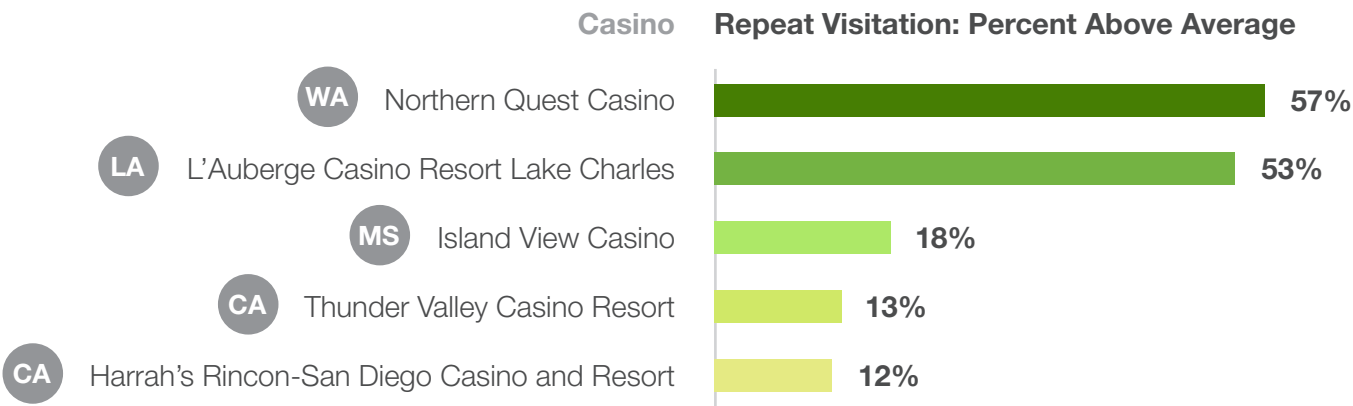 Casino Repeat Visitation: Percent Above Average
WA Northern Quest Casino 57%
LA L’Auberge Casino Resort Lake Charles 53%
MS Island View Casino 18%
CA Thunder Valley Casino Resort 13%
CA Harrah’s Rincon-San Diego Casino and Resort 12%